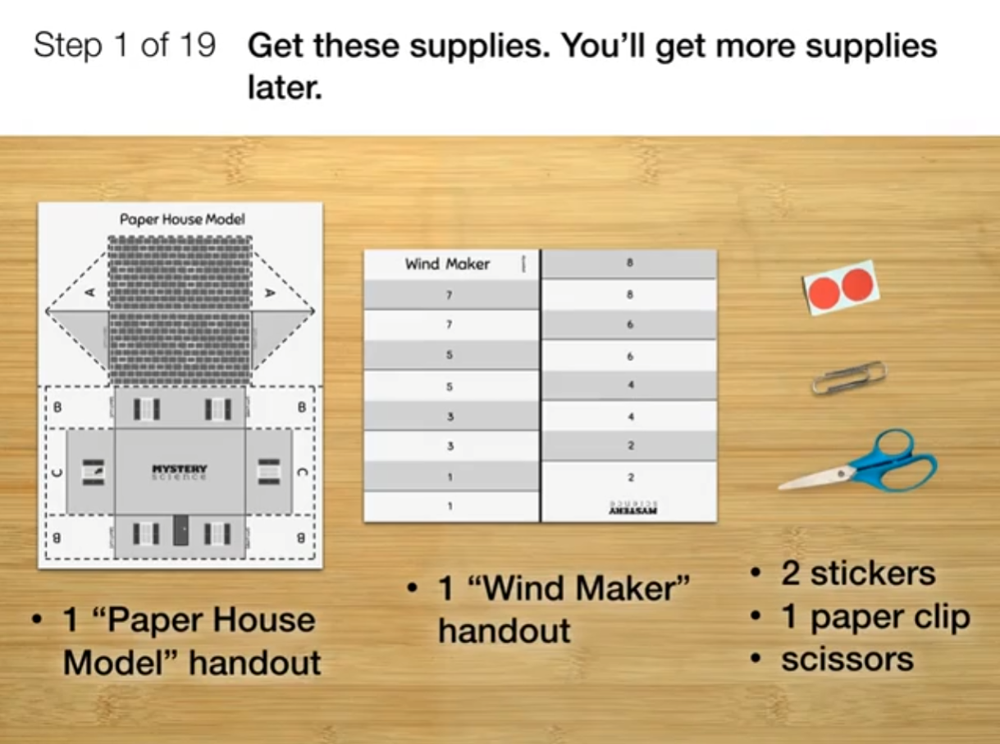 Step 1 of 19 Get these supplies. You’ll get more supplies
later.
Paper House Model
A A
B B
MYSTERY
science
C C
B B
Wind Maker
7
7
5
5
3
3
1
1
8
8
6
6
4
4
2
2
MYSTERY
science
• 1 “Paper House
Model” handout
• 1 “Wind Maker”
handout
• 2 stickers
• 1 paper clip
• scissors